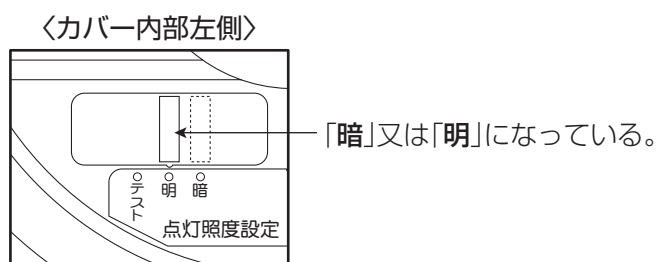 〈カバー内部左側〉
「暗」又は「明」になっている。
テスト
明
暗
点灯照度設定